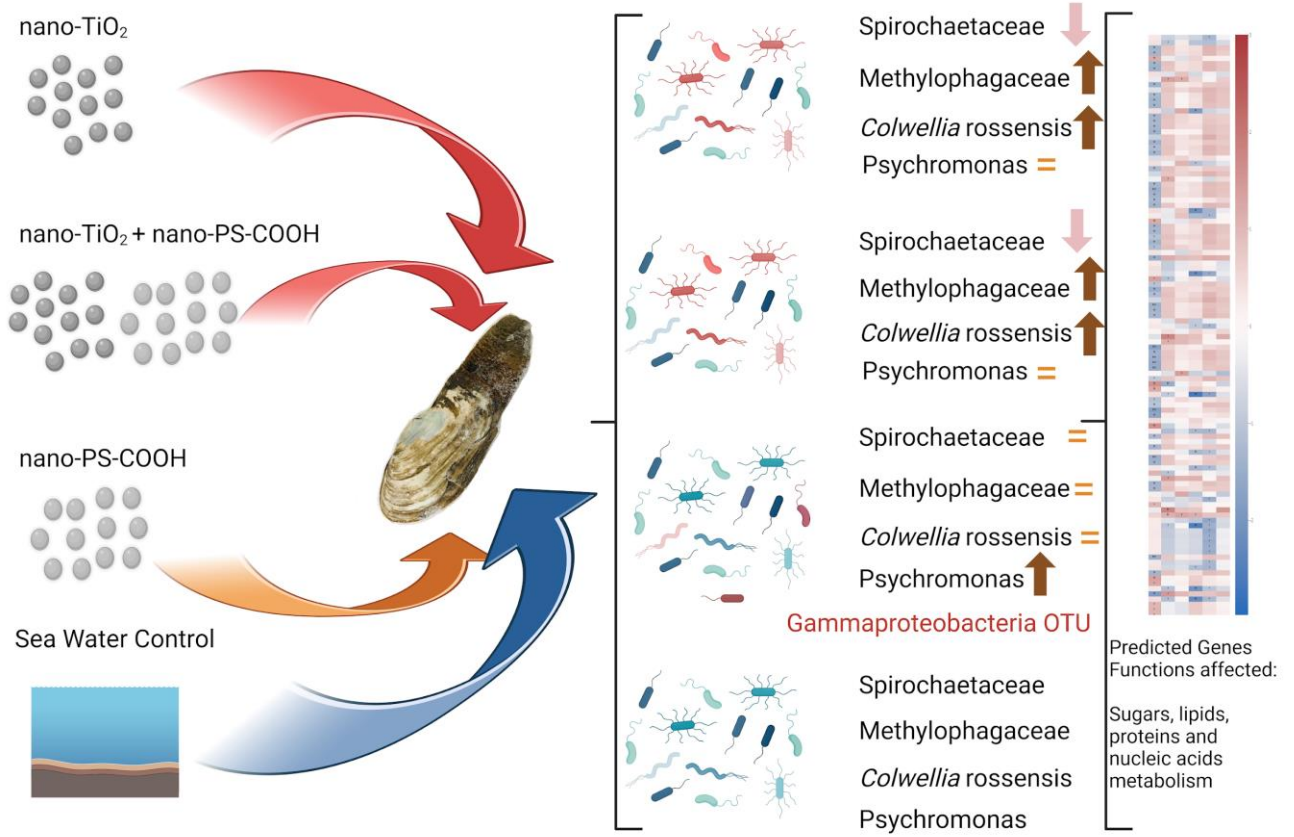 nano-TiO₂
nano-TiO₂ + nano-PS-COOH
nano-PS-COOH
Sea Water Control
Spirochaetaceae
Methylophagaceae
Colwellia rossensis
Psychromonas =
Spirochaetaceae
Methylophagaceae
Colwellia rossensis
Psychromonas =
Spirochaetaceae =
Methylophagaceae =
Colwellia rossensis =
Psychromonas
Gammaproteobacteria OTU
Spirochaetaceae
Methylophagaceae
Colwellia rossensis
Psychromonas
Predicted Genes
Functions affected:
Sugars, lipids,
proteins and
nucleic acids
metabolism